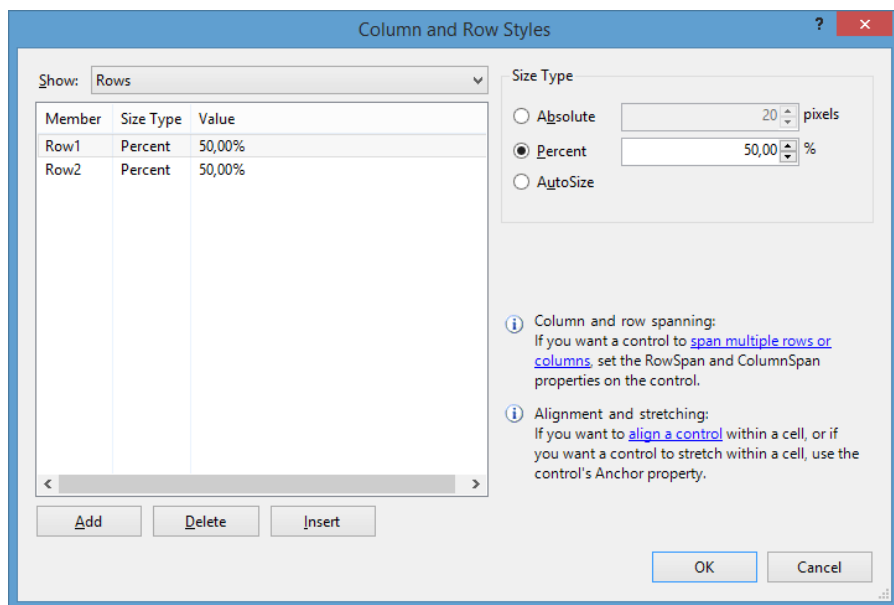 Column and Row Styles
?
Show: Rows
Member Size Type Value
Row1 Percent 50,00%
Row2 Percent 50,00%
Add Delete Insert
Size Type
Absolute 20 pixels
Percent 50,00 %
AutoSize
Column and row spanning:
If you want a control to span multiple rows or
columns, set the RowSpan and ColumnSpan
properties on the control.
Alignment and stretching:
If you want to align a control within a cell, or if
you want a control to stretch within a cell, use the
control's Anchor property.
OK Cancel